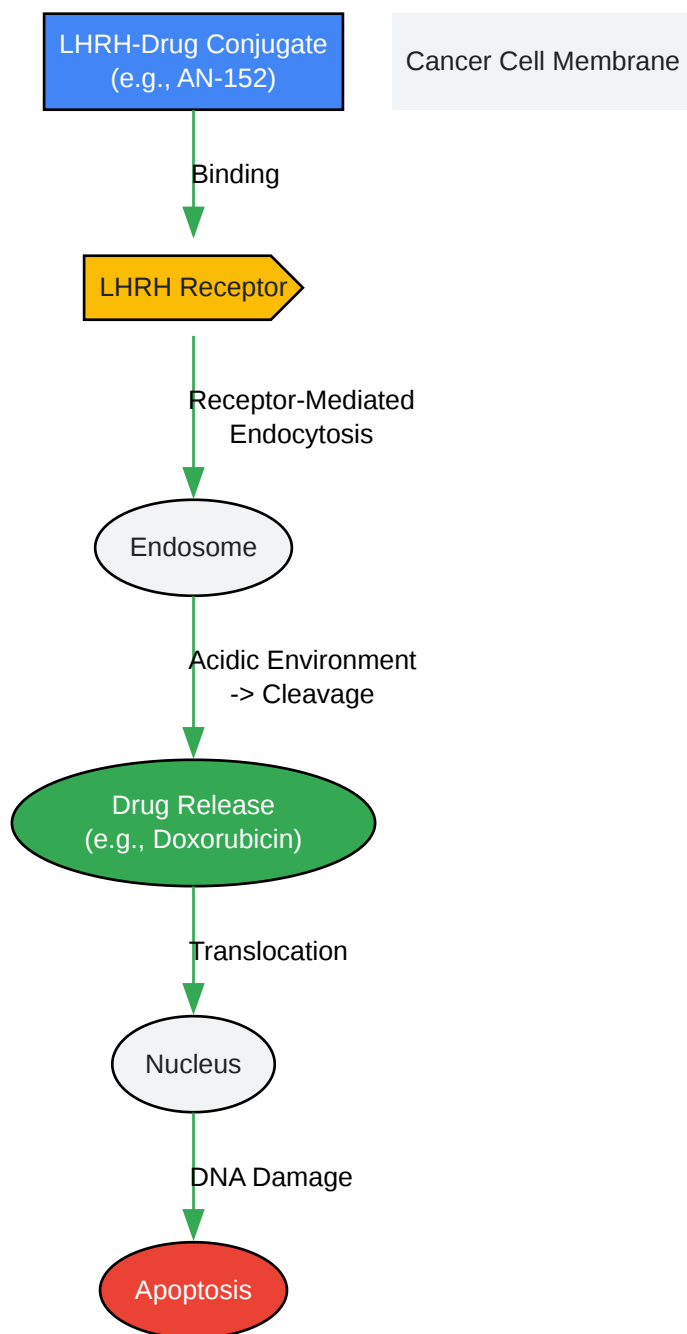 LHRH-Drug Conjugate
(e.g., AN-152)
Cancer Cell Membrane
Binding
LHRH Receptor
Receptor-Mediated
Endocytosis
Endosome
Acidic Environment
-> Cleavage
Drug Release
(e.g., Doxorubicin)
Translocation
Nucleus
DNA Damage
Apoptosis